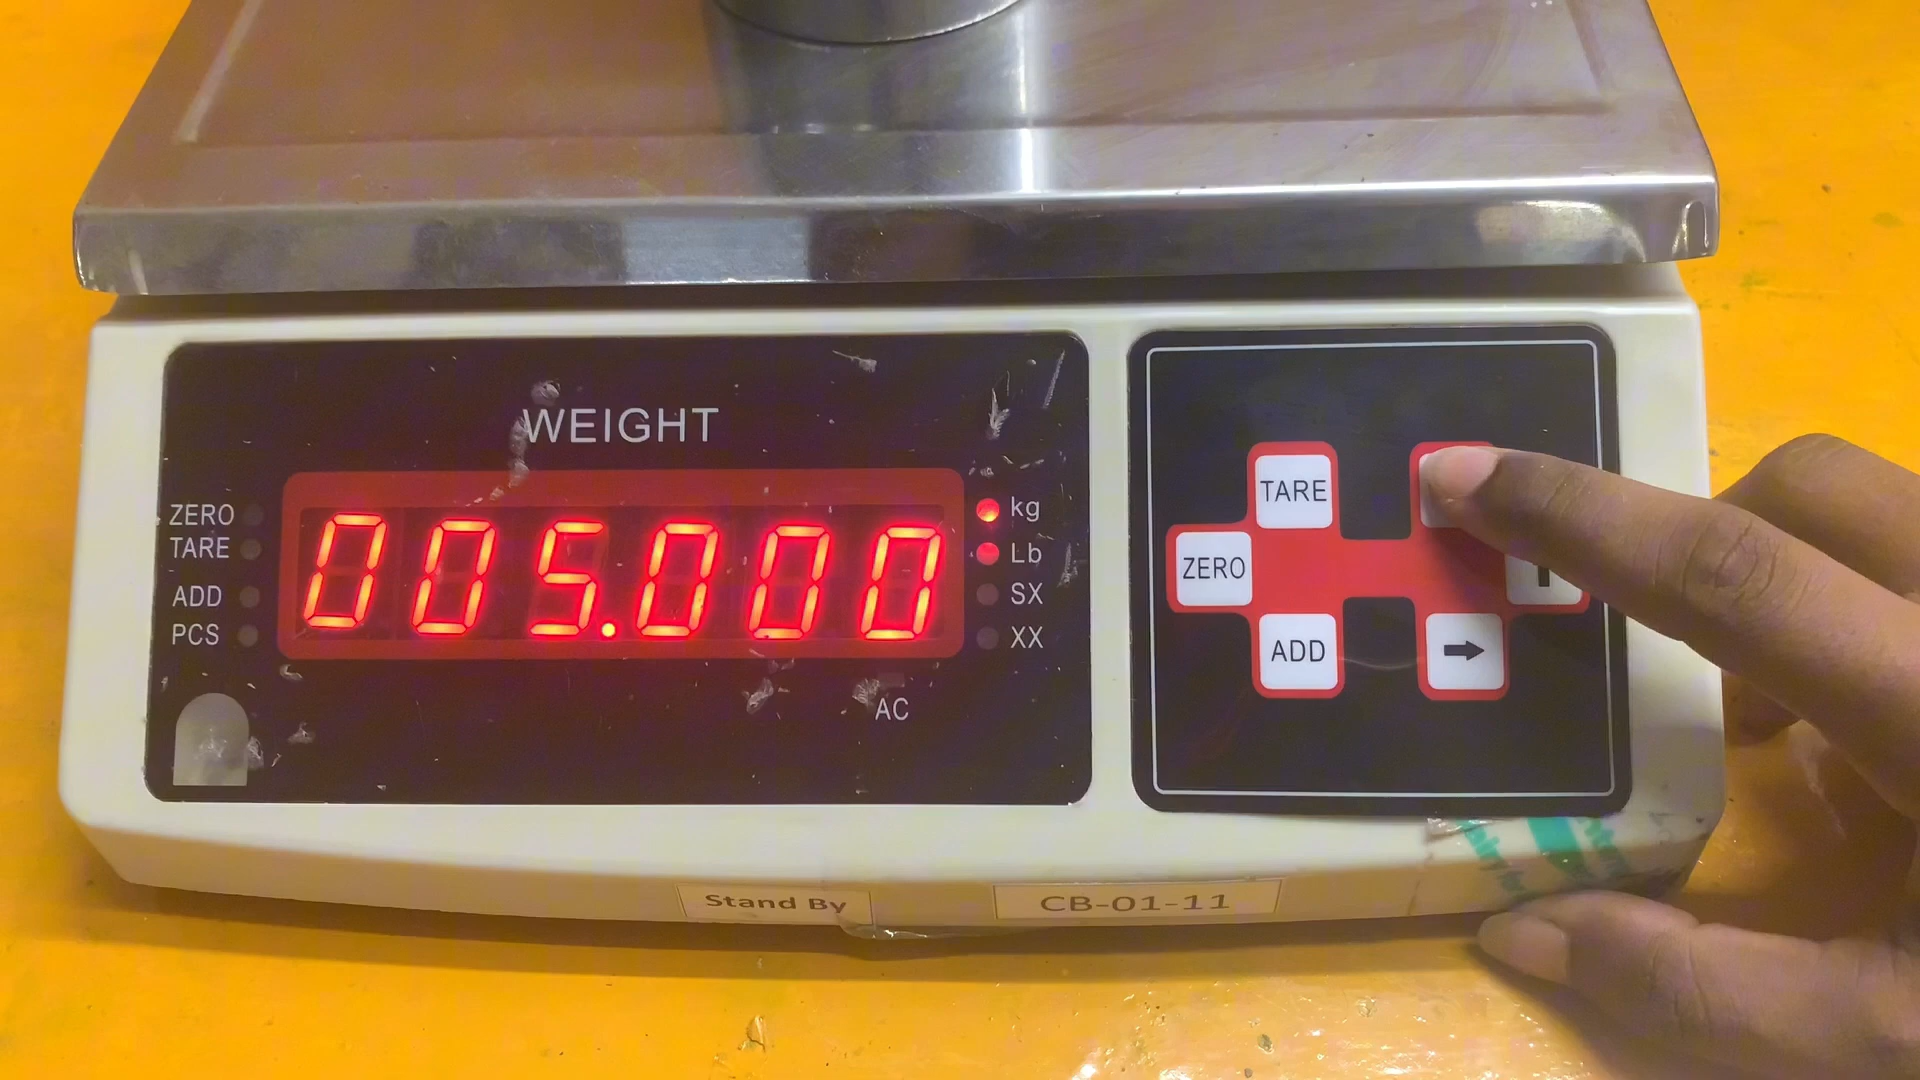 WEIGHT
ZERO
TARE
ADD
PCS
005.000
kg
Lb
SX
XX
AC
TARE
ZERO
ADD
→
Stand By
CB-01-11